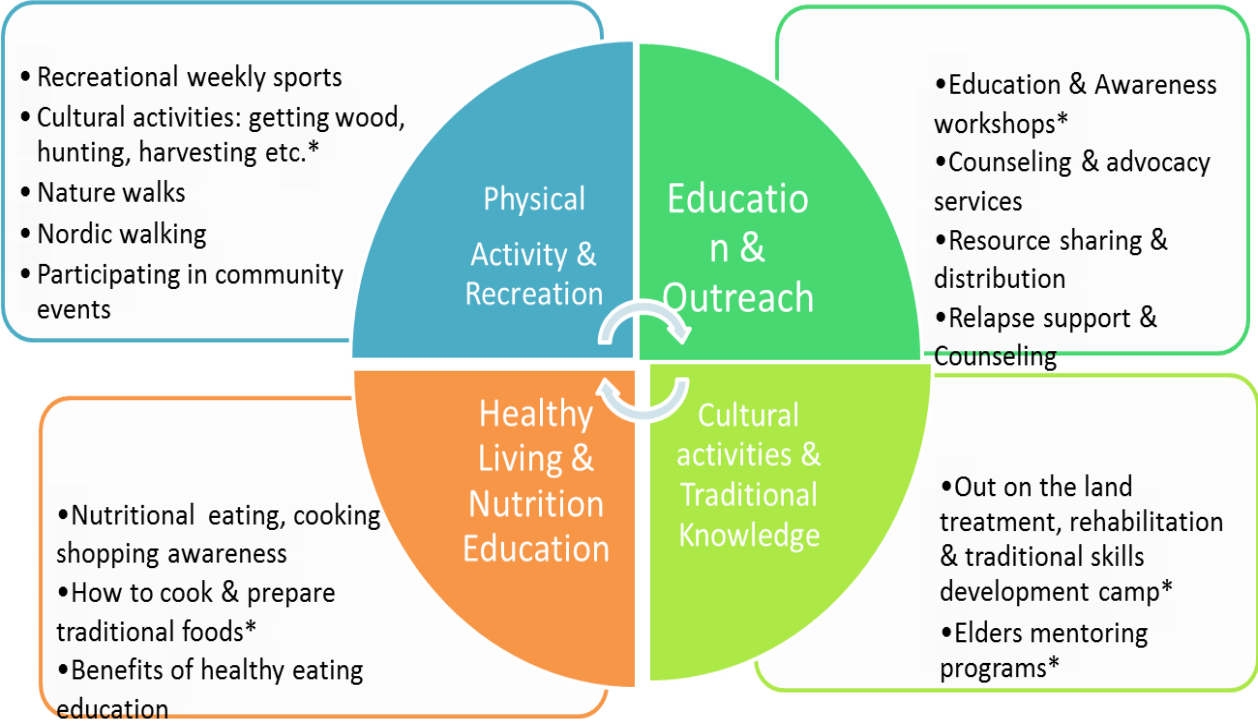 • Recreational weekly sports
• Cultural activities: getting wood,
hunting, harvesting etc.*
• Nature walks
• Nordic walking
• Participating in community
events
Physical
Activity &
Recreation
Educatio
n &
Outreach
•Education & Awareness
workshops*
•Counseling & advocacy
services
•Resource sharing &
distribution
•Relapse support &
Counseling
•Nutritional eating, cooking
shopping awareness
•How to cook & prepare
traditional foods*
•Benefits of healthy eating
education
Healthy
Living &
Nutrition
Education
Cultural
activities &
Traditional
Knowledge
•Out on the land
treatment, rehabilitation
& traditional skills
development camp*
•Elders mentoring
programs*